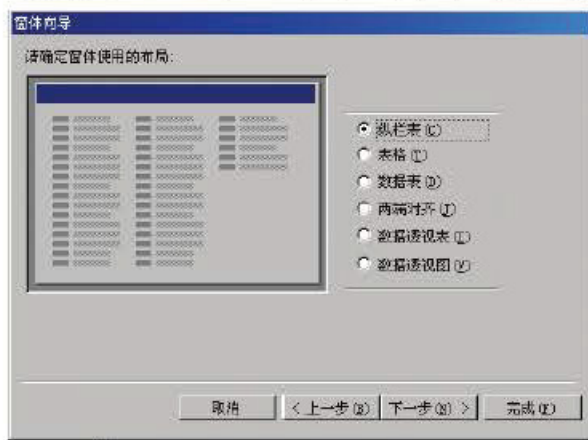 窗体向导
请确定窗体使用的布局:
纵栏表(C)
表格(T)
数据表(D)
两端对齐(J)
数据透视表(I)
数据透视图(V)
取消
< 上一步(B)
下一步(N) >
完成(F)